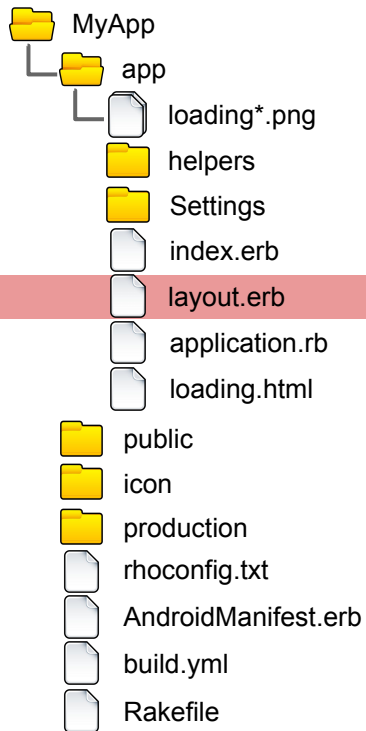 MyApp
app
loading*.png
helpers
Settings
index.erb
layout.erb
application.rb
loading.html
public
icon
production
rhoconfig.txt
AndroidManifest.erb
build.yml
Rakefile